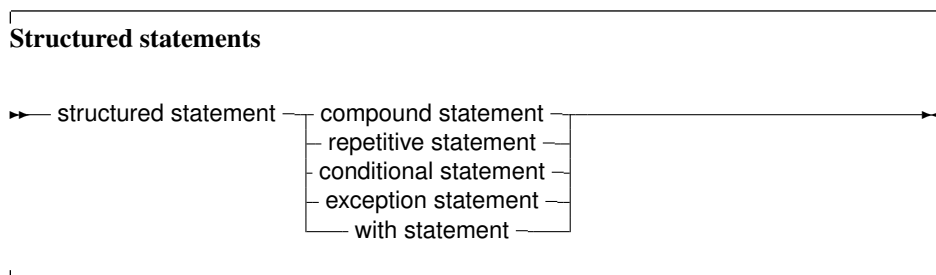 Structured statements
structured statement compound statement
repetitive statement
conditional statement
exception statement
with statement